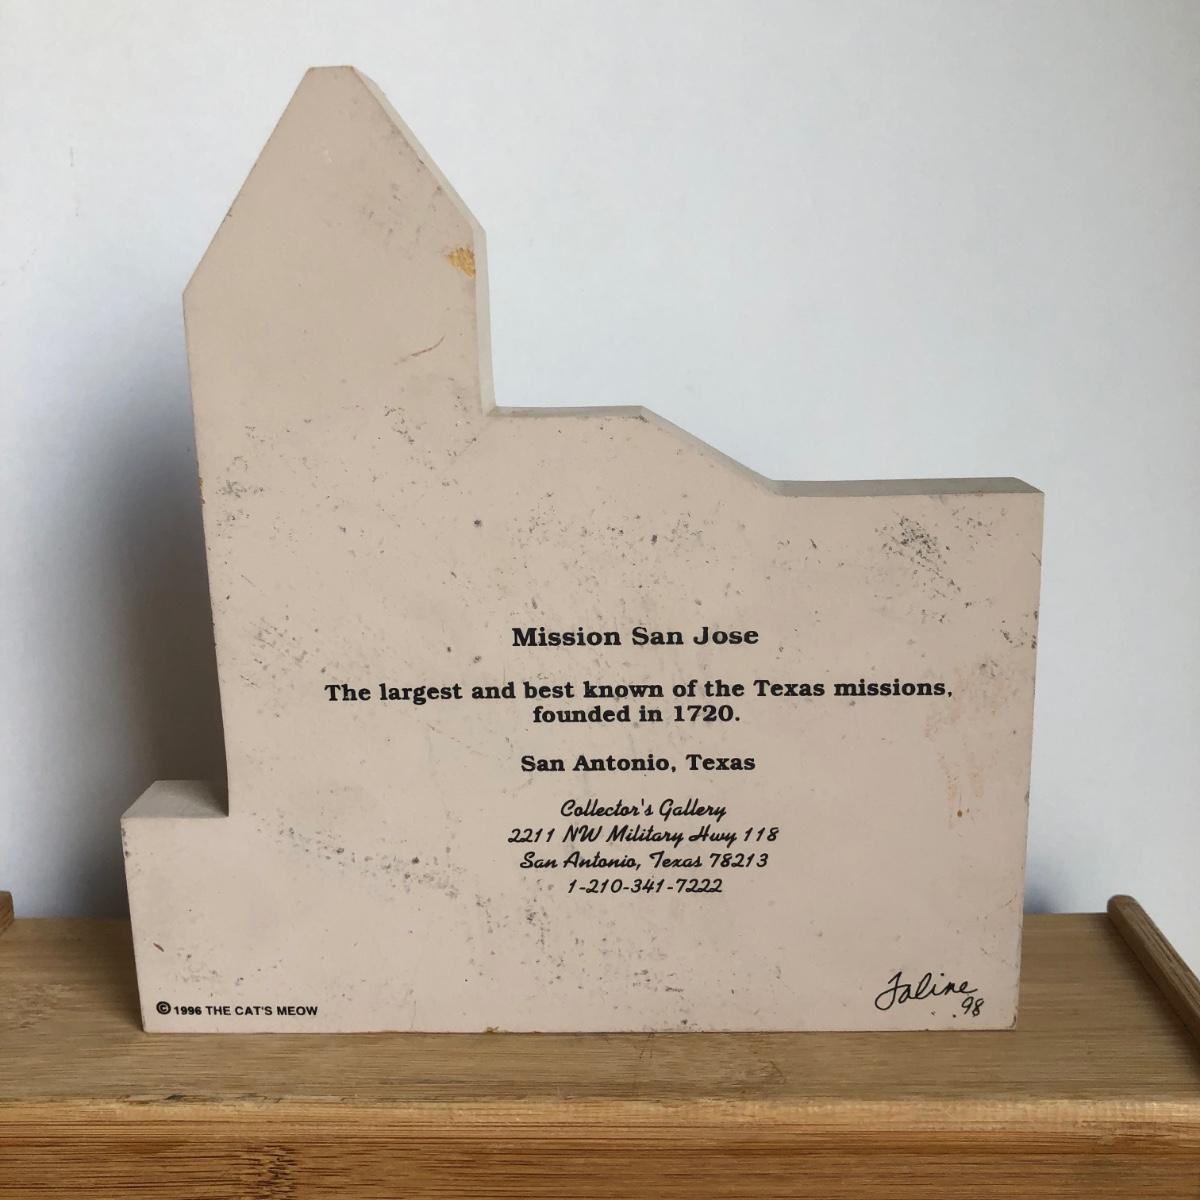 Mission San Jose
The largest and best known of the Texas missions,
founded in 1720.
San Antonio, Texas
Collector's Gallery
2211 NW Military Hwy 118
San Antonio, Texas 78213
1-210-341-7222
© 1996 THE CAT'S MEOW
Faline
'98